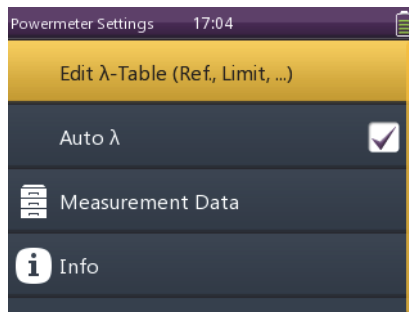 Powermeter Settings 17:04
Edit λ-Table (Ref., Limit, ...)
Auto λ
Measurement Data
Info